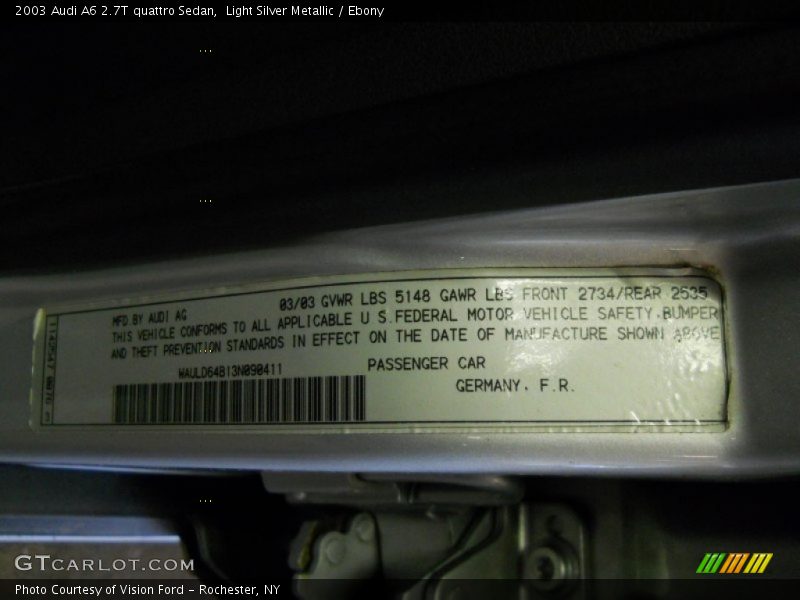 2003 Audi A6 2.7T quattro Sedan,  Light Silver Metallic / Ebony
...
...
MFD BY AUDI AG 03/03 GVWR LBS 5148 GAWR LBS FRONT 2734/REAR 2535
THIS VEHICLE CONFORMS TO ALL APPLICABLE U S.FEDERAL MOTOR VEHICLE SAFETY.BUMPER
AND THEFT PREVENTION STANDARDS IN EFFECT ON THE DATE OF MANUFACTURE SHOWN ABOVE
...
WAULD64B13N090411 PASSENGER CAR
GERMANY, F.R.
...
GTCARLOT.COM
Photo Courtesy of Vision Ford - Rochester, NY